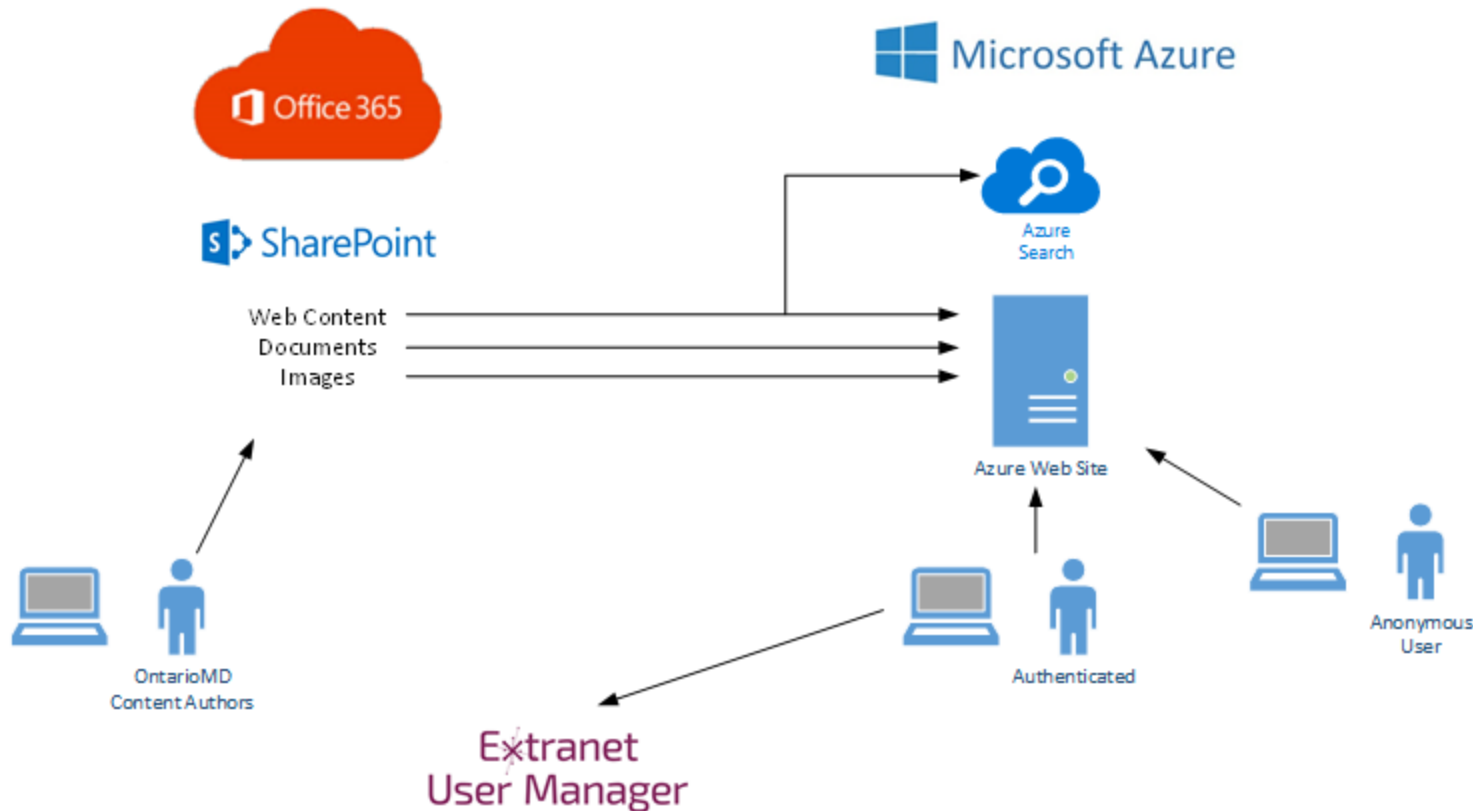 Office 365
Microsoft Azure
Azure
Search
S
SharePoint
Web Content
Documents
Images
Azure Web Site
OntarioMD
Content Authors
Authenticated
Anonymous
User
Extranet
User Manager